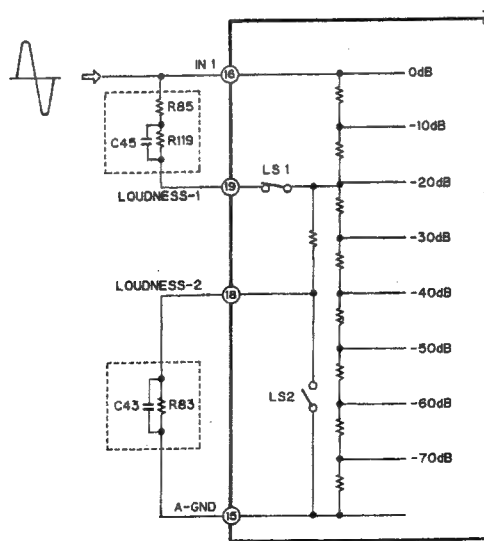 IN 1
16
0dB
R85
-10dB
C45
R119
LS 1
19
-20dB
LOUDNESS-1
-30dB
LOUDNESS-2
18
-40dB
-50dB
C43
R83
LS2
-60dB
-70dB
A-GND
15